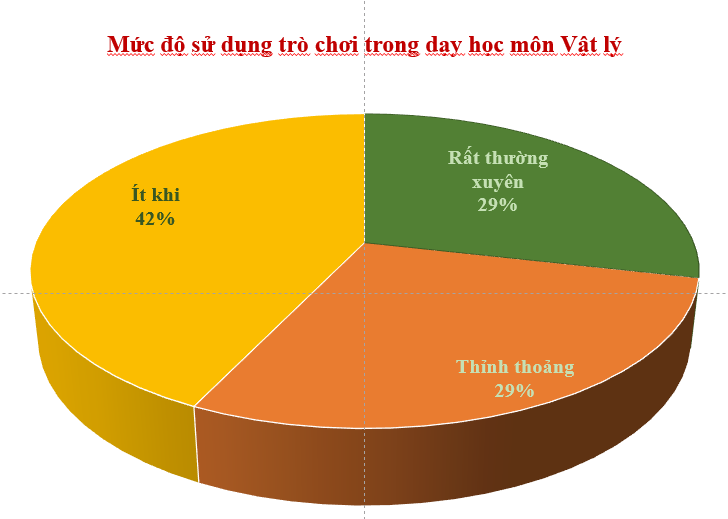 Mức độ sử dụng trò chơi trong dạy học môn Vật lý
Rất thường
xuyên
29%
Ít khi
42%
Thỉnh thoảng
29%